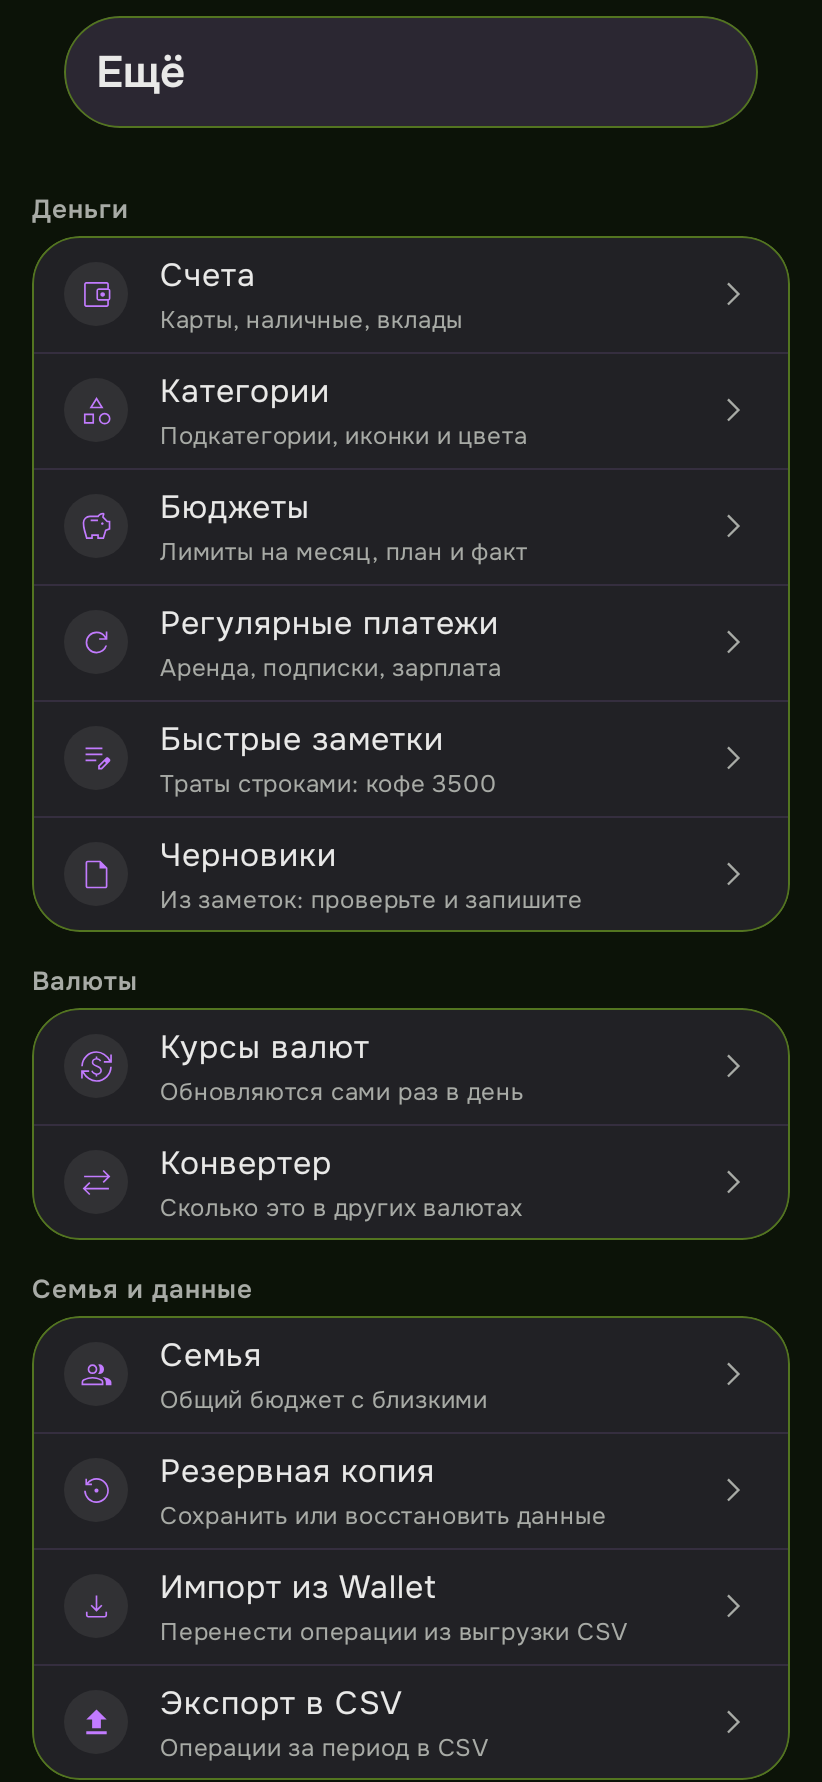 Ещё
Деньги
Счета
Карты, наличные, вклады
Категории
Подкатегории, иконки и цвета
Бюджеты
Лимиты на месяц, план и факт
Регулярные платежи
Аренда, подписки, зарплата
Быстрые заметки
Траты строками: кофе 3500
Черновики
Из заметок: проверьте и запишите
Валюты
Курсы валют
Обновляются сами раз в день
Конвертер
Сколько это в других валютах
Семья и данные
Семья
Общий бюджет с близкими
Резервная копия
Сохранить или восстановить данные
Импорт из Wallet
Перенести операции из выгрузки CSV
Экспорт в CSV
Операции за период в CSV